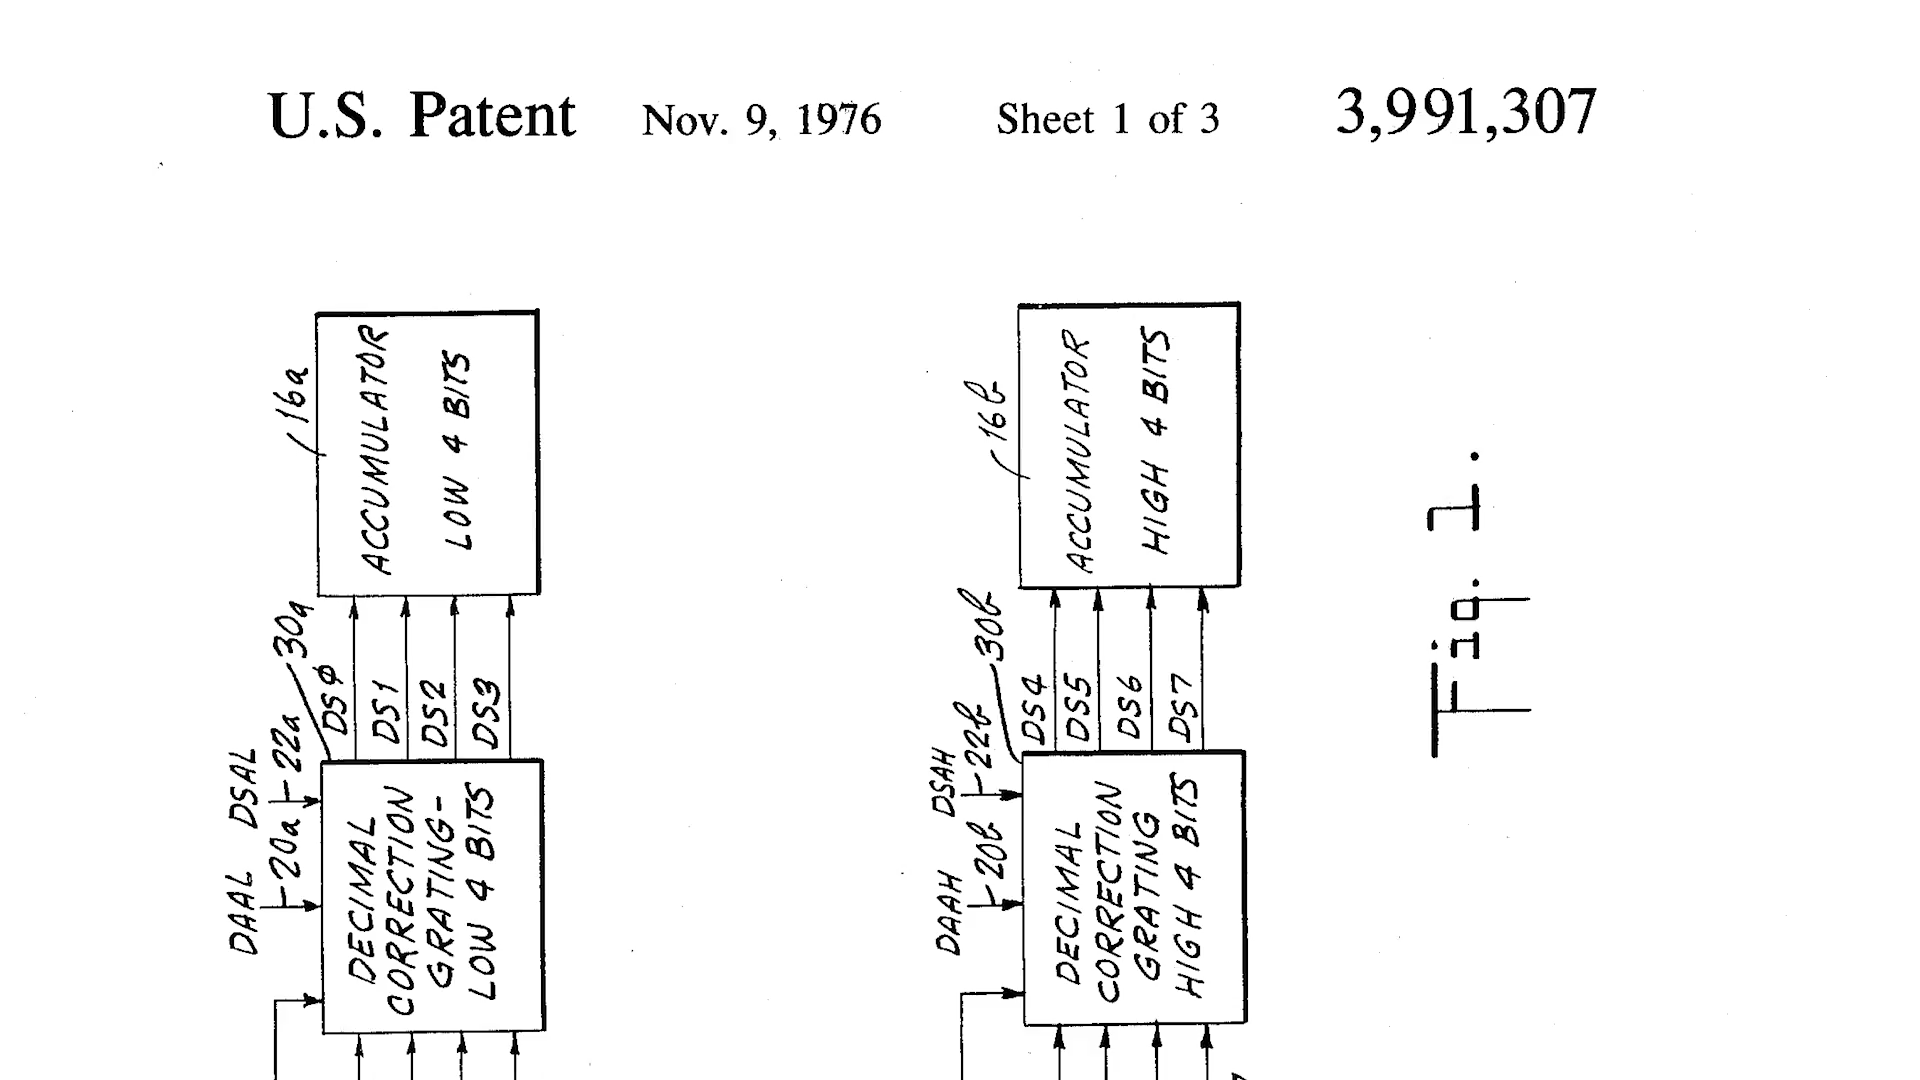 U.S. Patent Nov. 9, 1976 Sheet 1 of 3 3,991,307
16a
ACCUMULATOR
LOW 4 BITS
16b
ACCUMULATOR
HIGH 4 BITS
30a
DSØ
DS1
DS2
DS3
30b
DS4
DS5
DS6
DS7
DSAL
22a
DAAL
20a
DECIMAL
CORRECTION
GRATING-
LOW 4 BITS
DSAH
22b
DAAH
20b
DECIMAL
CORRECTION
GRATING
HIGH 4 BITS
Fig. 1.